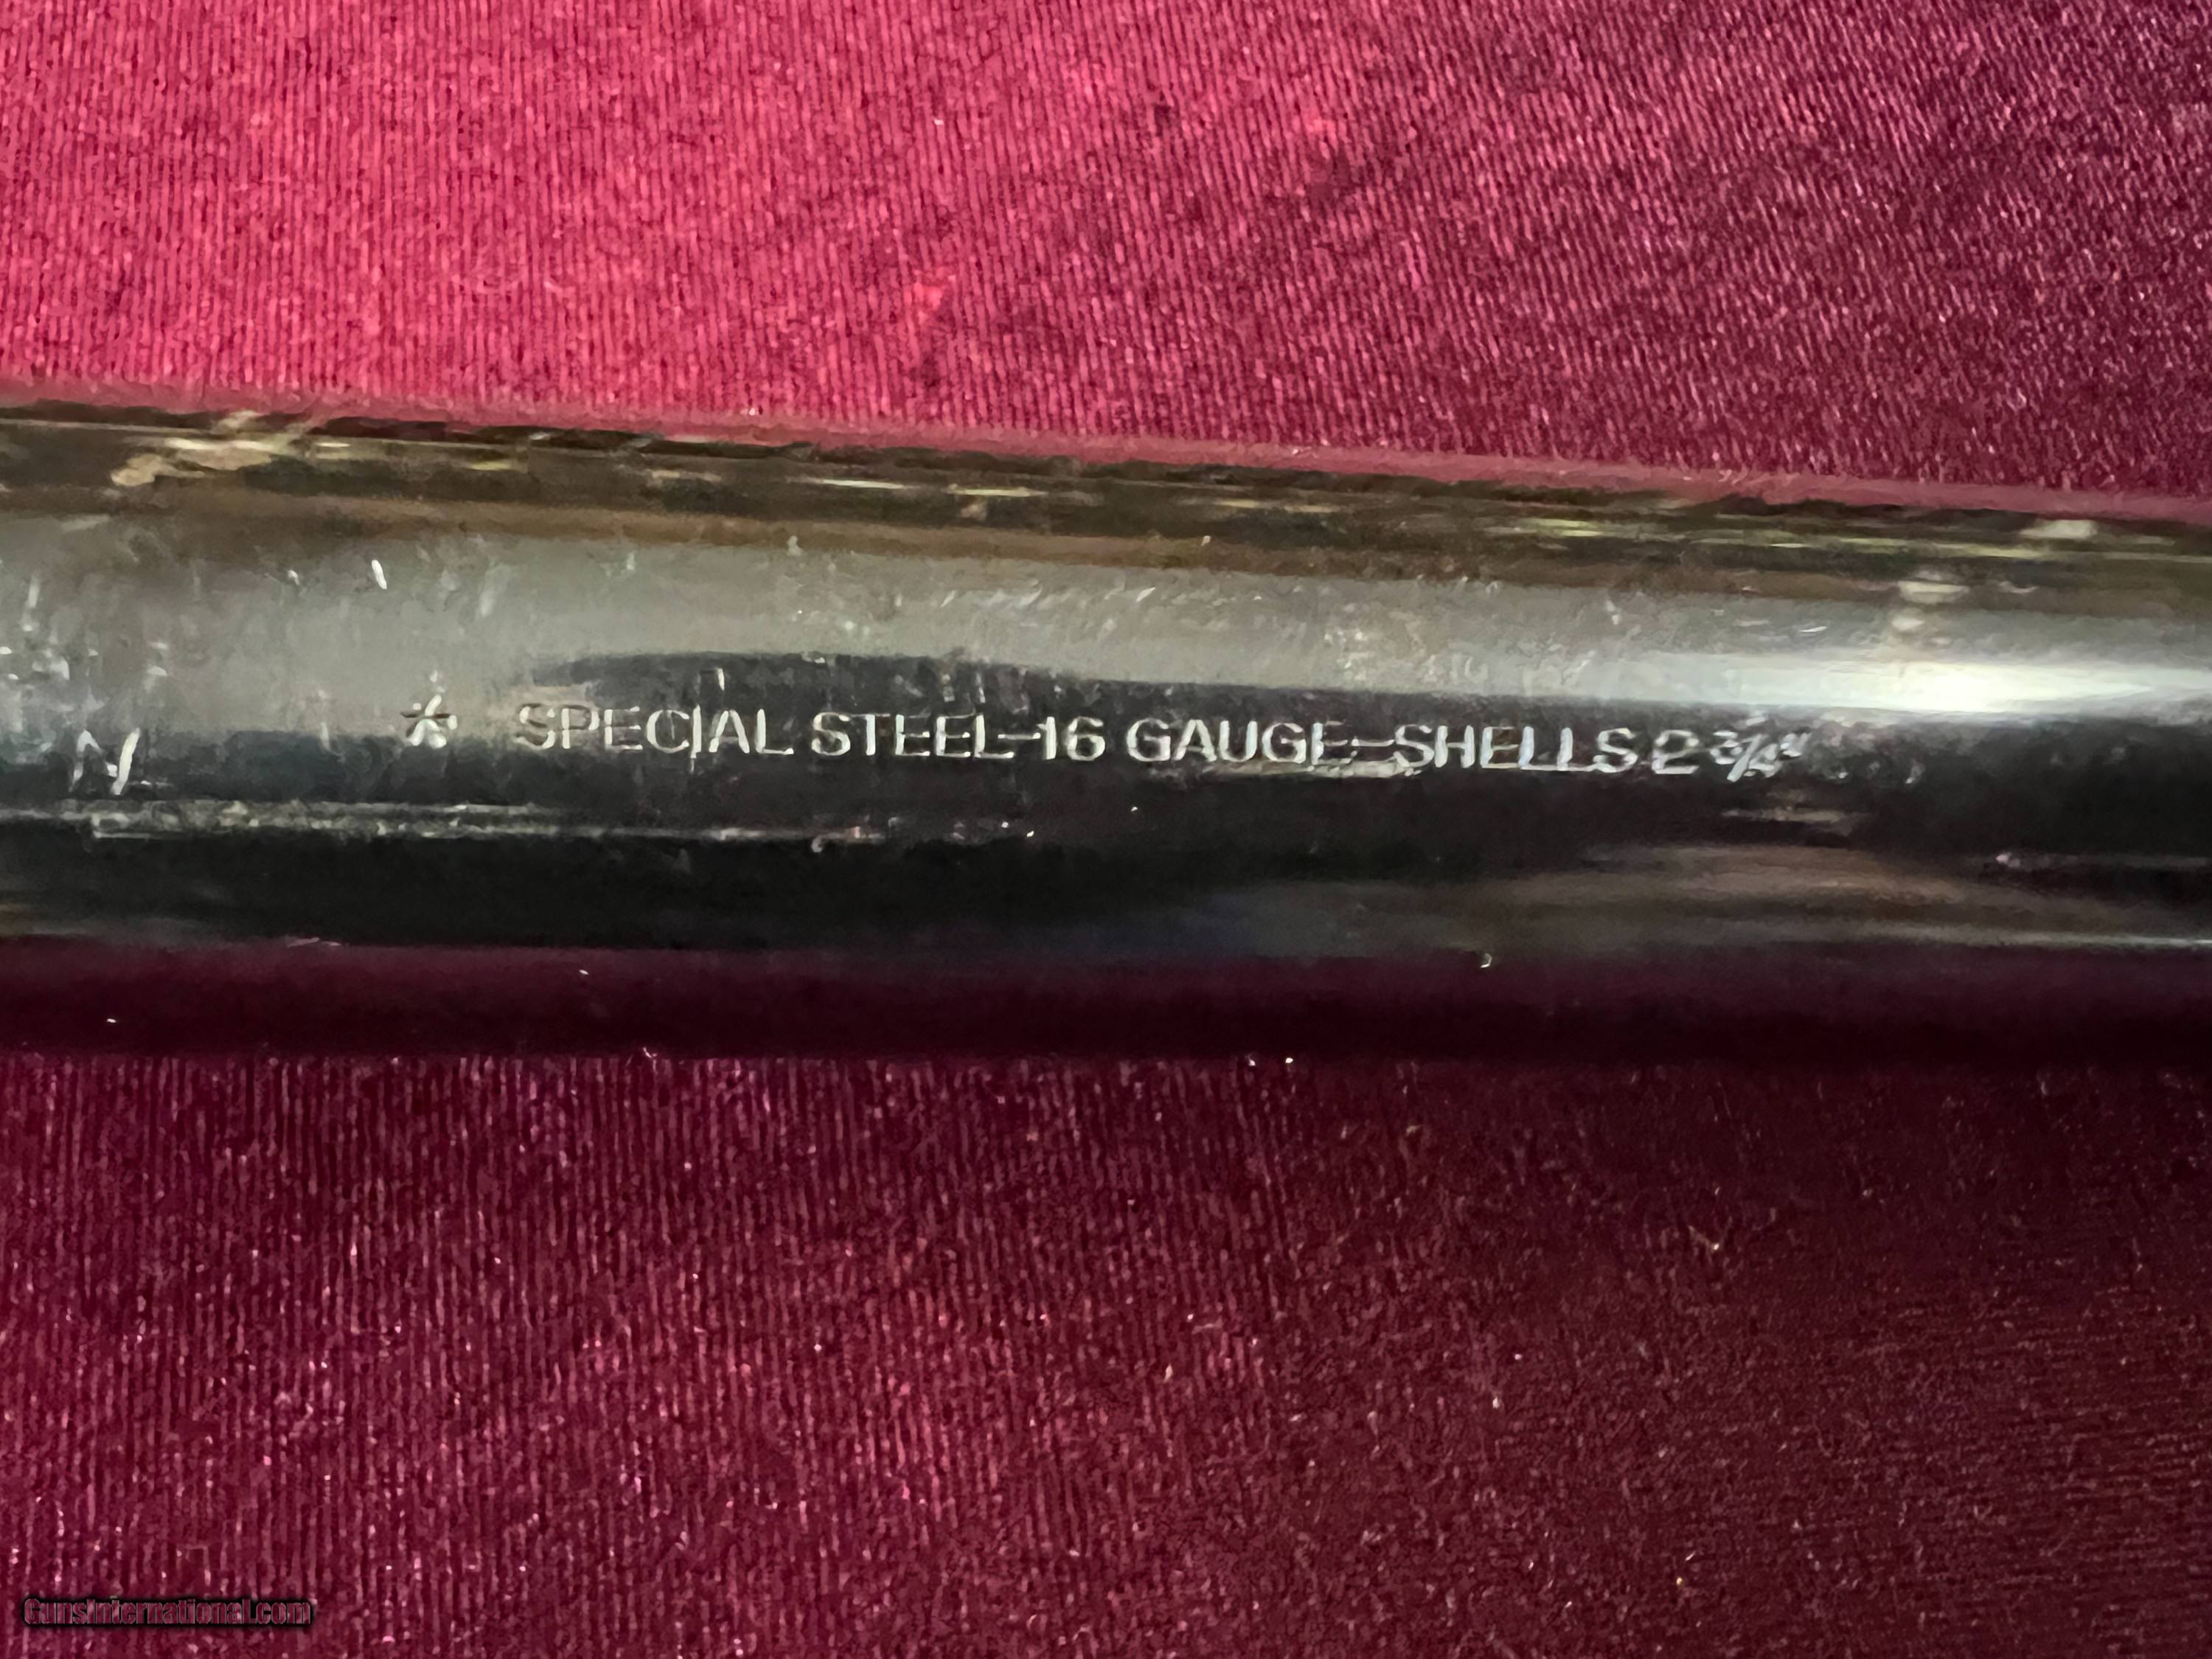 N * SPECIAL STEEL-16 GAUGE-SHELLS 2 3/4"
GunsInternational.com